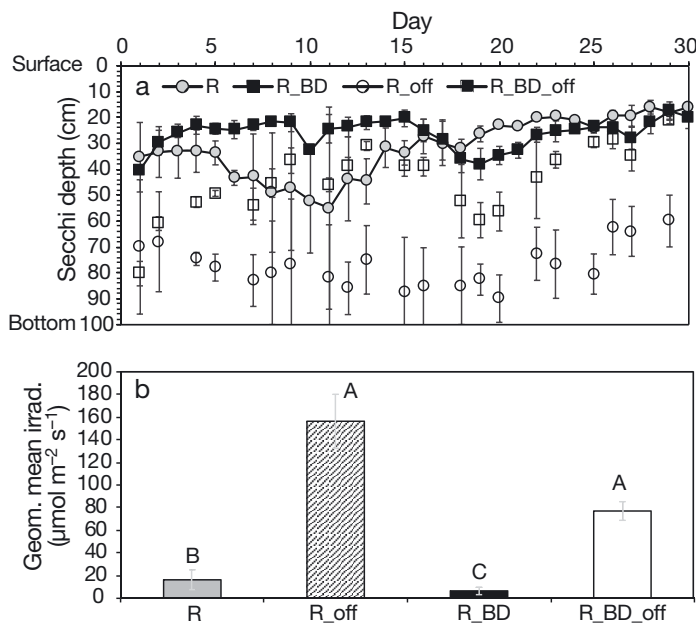 Day
0 5 10 15 20 25 30
Surface 0
a R R_BD R_off R_BD_off
10
20
30
40
50
60
70
80
90
Bottom 100
Secchi depth (cm)
b
200
180
160
140
120
100
80
60
40
20
0
Geom. mean irrad.
(µmol m–2 s–1)
B A C A
R R_off R_BD R_BD_off